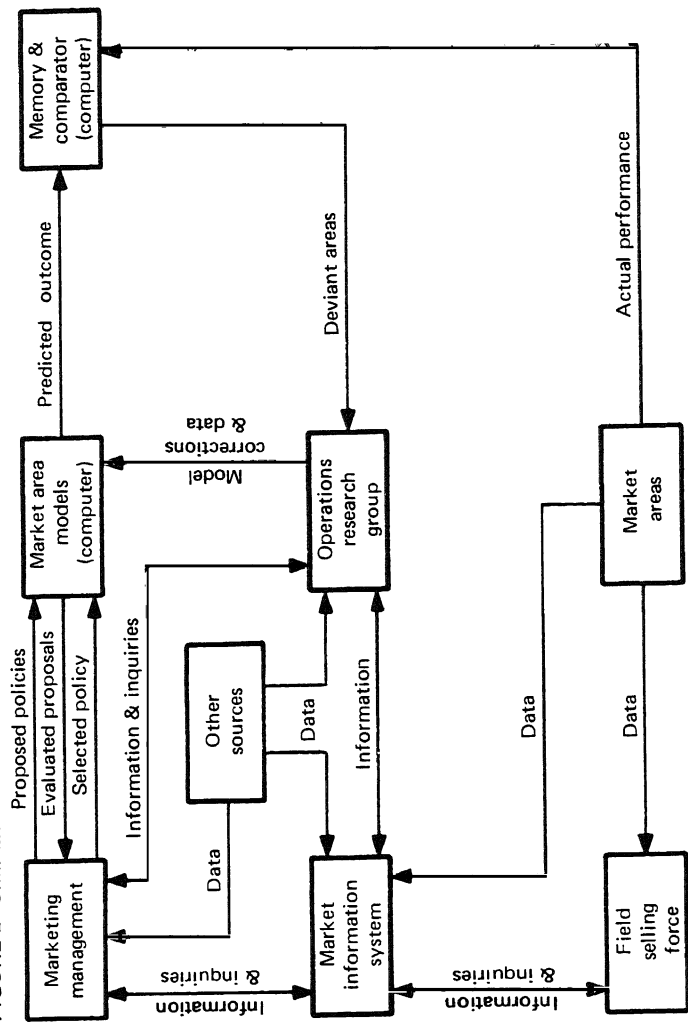 Marketing
management
Proposed policies
Evaluated proposals
Selected policy
Market area
models
(computer)
Predicted outcome
Memory &
comparator
(computer)
Information & inquiries
Data
Other
sources
Data
Model
corrections
& data
Deviant areas
Information
& inquiries
Market
information
system
Information
Operations
research
group
Information
& inquiries
Data
Field
selling
force
Data
Market
areas
Actual performance